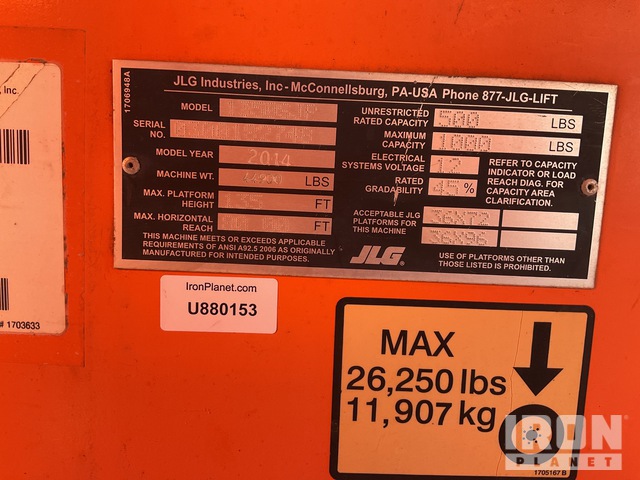 Inc.
# 1703633
1706948A
JLG Industries, Inc - McConnellsburg, PA-USA Phone 877-JLG-LIFT
MODEL
SERIAL
NO.
MODEL YEAR 2014
MACHINE WT. LBS
MAX. PLATFORM
HEIGHT 135 FT
MAX. HORIZONTAL
REACH FT
THIS MACHINE MEETS OR EXCEEDS APPLICABLE
REQUIREMENTS OF ANSI A92.5 2006 AS ORIGINALLY
MANUFACTURED FOR INTENDED PURPOSES.
UNRESTRICTED
RATED CAPACITY 500 LBS
MAXIMUM
CAPACITY 1000 LBS
ELECTRICAL
SYSTEMS VOLTAGE 12
RATED
GRADABILITY 45 %
REFER TO CAPACITY
INDICATOR OR LOAD
REACH DIAG. FOR
CAPACITY AREA
CLARIFICATION.
ACCEPTABLE JLG
PLATFORMS FOR
THIS MACHINE
36X72
36X96
JLG
USE OF PLATFORMS OTHER THAN
THOSE LISTED IS PROHIBITED.
IronPlanet.com
U880153
MAX
26,250 lbs
11,907 kg
1705167 B
IRON
PLANET